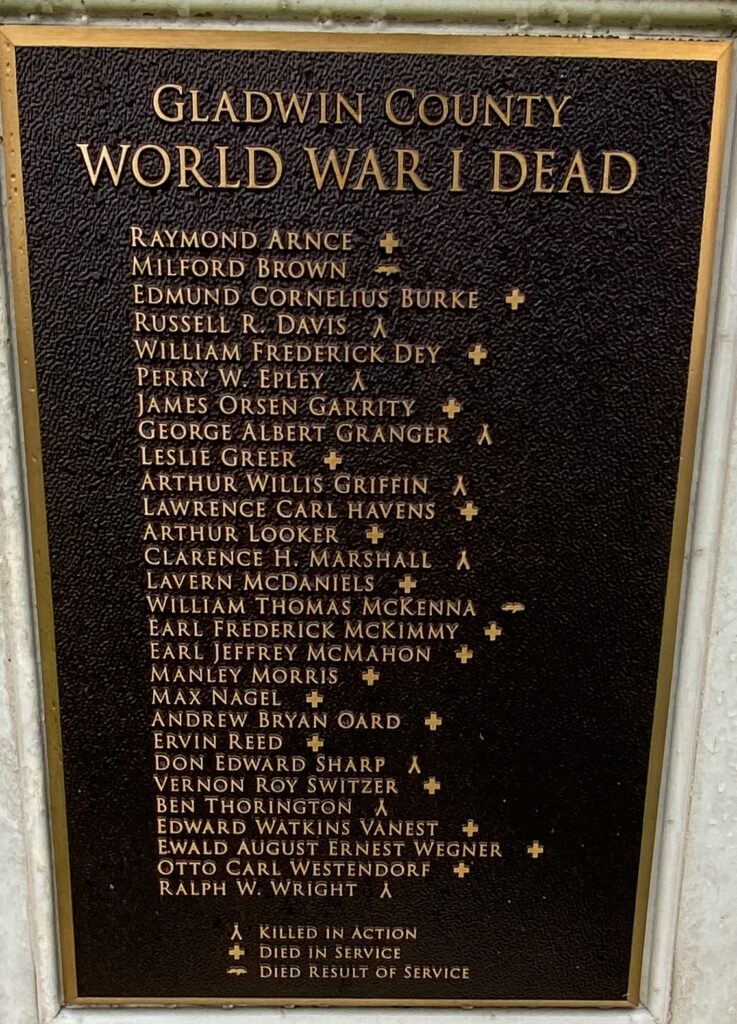 GLADWIN COUNTY
WORLD WAR I DEAD
RAYMOND ARNCE ✚
MILFORD BROWN
EDMUND CORNELIUS BURKE ✚
RUSSELL R. DAVIS
WILLIAM FREDERICK DEY ✚
PERRY W. EPLEY
JAMES ORSEN GARRITY ✚
GEORGE ALBERT GRANGER
LESLIE GREER ✚
ARTHUR WILLIS GRIFFIN
LAWRENCE CARL HAVENS ✚
ARTHUR LOOKER ✚
CLARENCE H. MARSHALL
LAVERN MCDANIELS ✚
WILLIAM THOMAS MCKENNA
EARL FREDERICK MCKIMMY ✚
EARL JEFFREY MCMAHON ✚
MANLEY MORRIS ✚
MAX NAGEL ✚
ANDREW BRYAN OARD ✚
ERVIN REED ✚
DON EDWARD SHARP
VERNON ROY SWITZER ✚
BEN THORINGTON
EDWARD WATKINS VANEST ✚
EWALD AUGUST ERNEST WEGNER ✚
OTTO CARL WESTENDORF ✚
RALPH W. WRIGHT
KILLED IN ACTION
✚ DIED IN SERVICE
DIED RESULT OF SERVICE